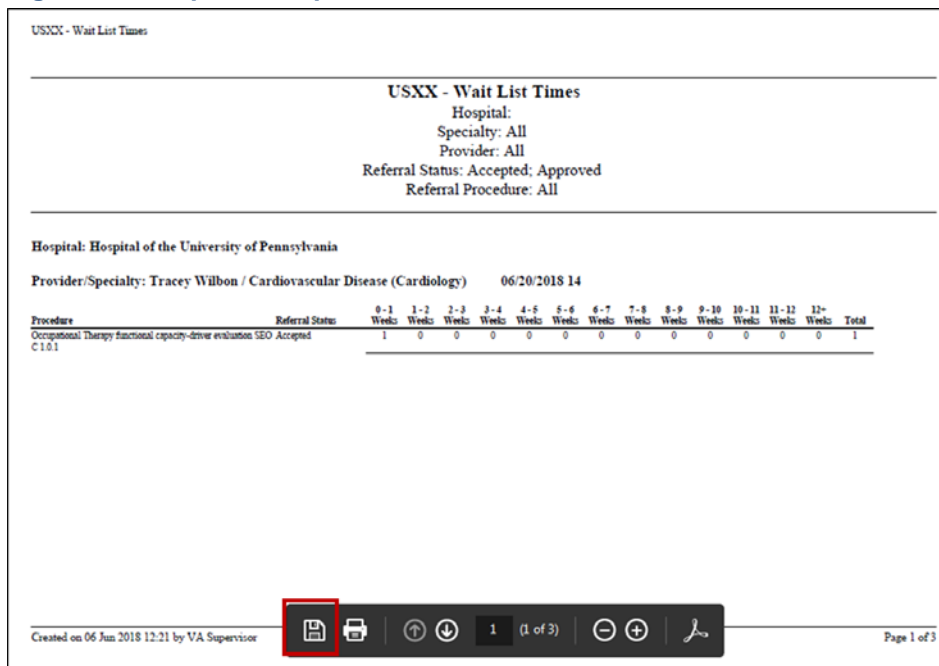 USXX - Wait List Times
USXX - Wait List Times
Hospital:
Specialty: All
Provider: All
Referral Status: Accepted; Approved
Referral Procedure: All
Hospital: Hospital of the University of Pennsylvania
Provider/Specialty: Tracey Wilbon / Cardiovascular Disease (Cardiology) 06/20/2018 14
Procedure Referral Status 0 - 1 Weeks 1 - 2 Weeks 2 - 3 Weeks 3 - 4 Weeks 4 - 5 Weeks 5 - 6 Weeks 6 - 7 Weeks 7 - 8 Weeks 8 - 9 Weeks 9 - 10 Weeks 10 - 11 Weeks 11 - 12 Weeks 12+ Weeks Total
Occupational Therapy functional capacity-driver evaluation SEO Accepted 1 0 0 0 0 0 0 0 0 0 0 0 0 1
C 1.0.1
Created on 06 Jun 2018 12:21 by VA Supervisor
1 (1 of 3)
Page 1 of 3